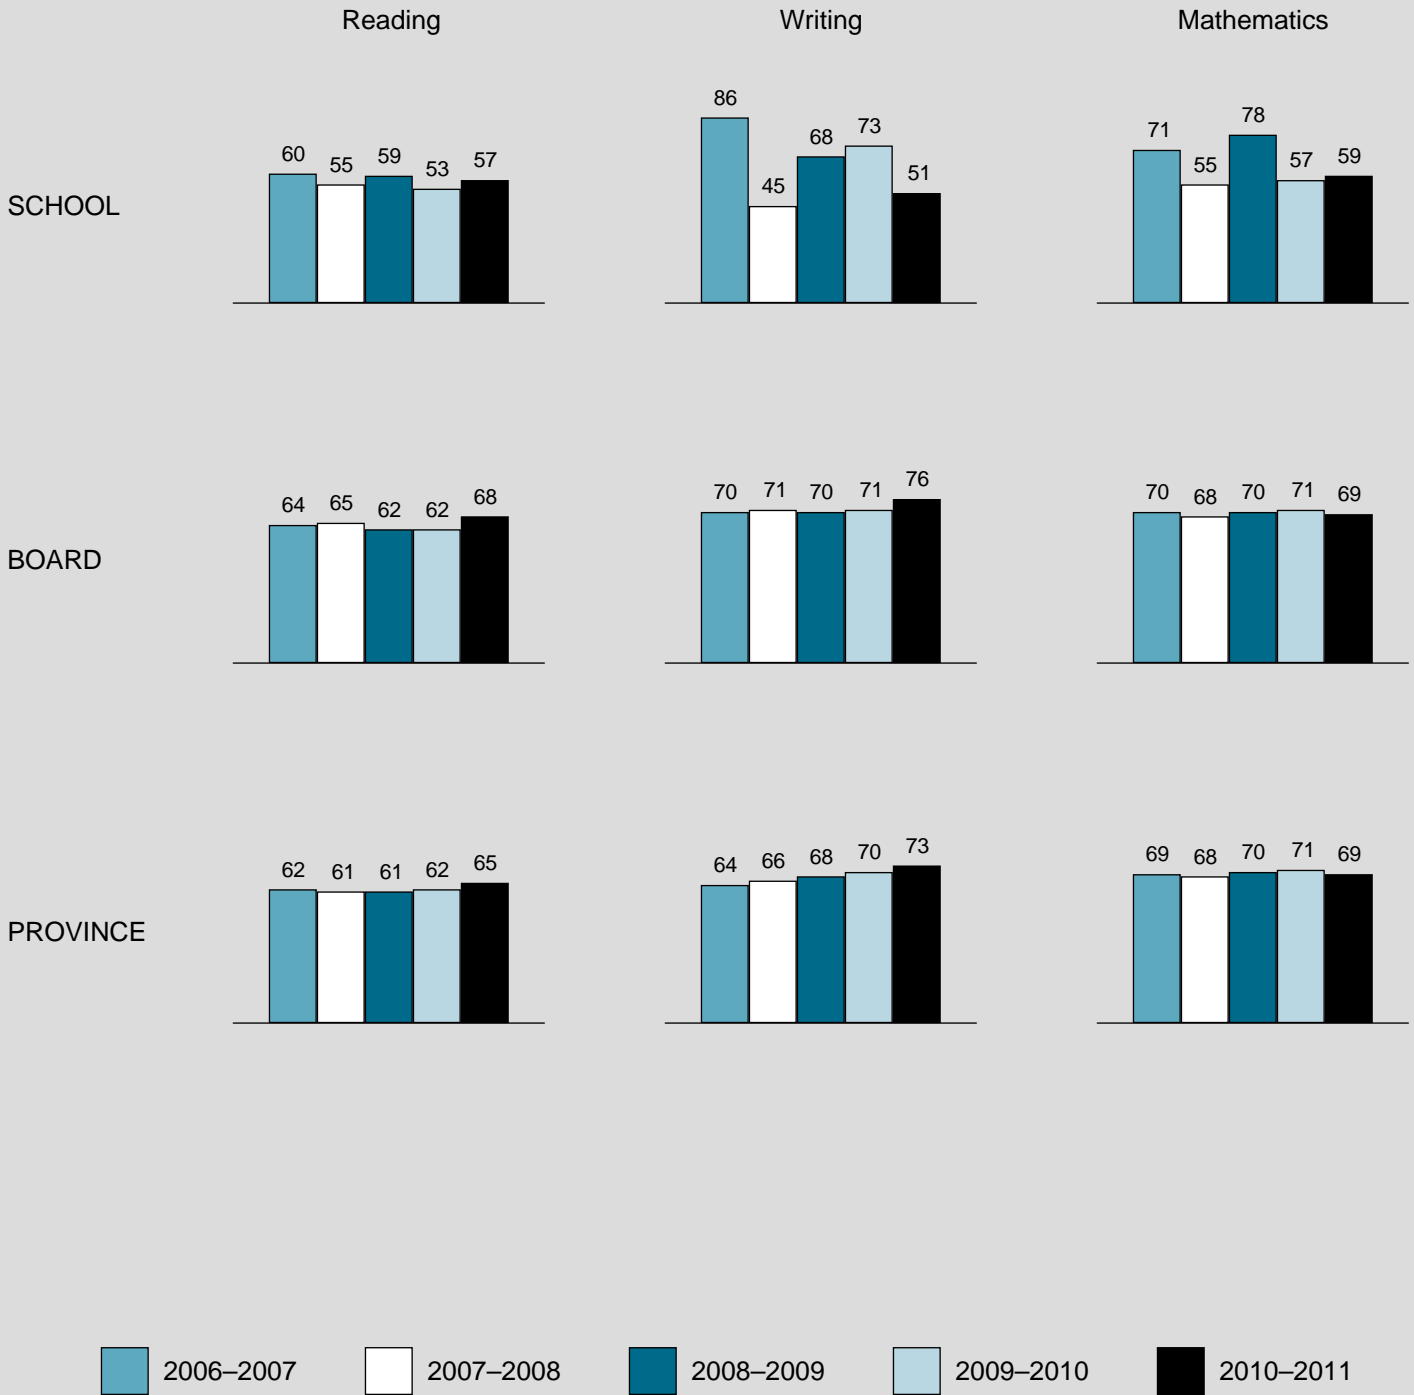 Reading Writing Mathematics
SCHOOL
60 55 59 53 57
86 45 68 73 51
71 55 78 57 59
BOARD
64 65 62 62 68
70 71 70 71 76
70 68 70 71 69
PROVINCE
62 61 61 62 65
64 66 68 70 73
69 68 70 71 69
2006–2007 2007–2008 2008–2009 2009–2010 2010–2011